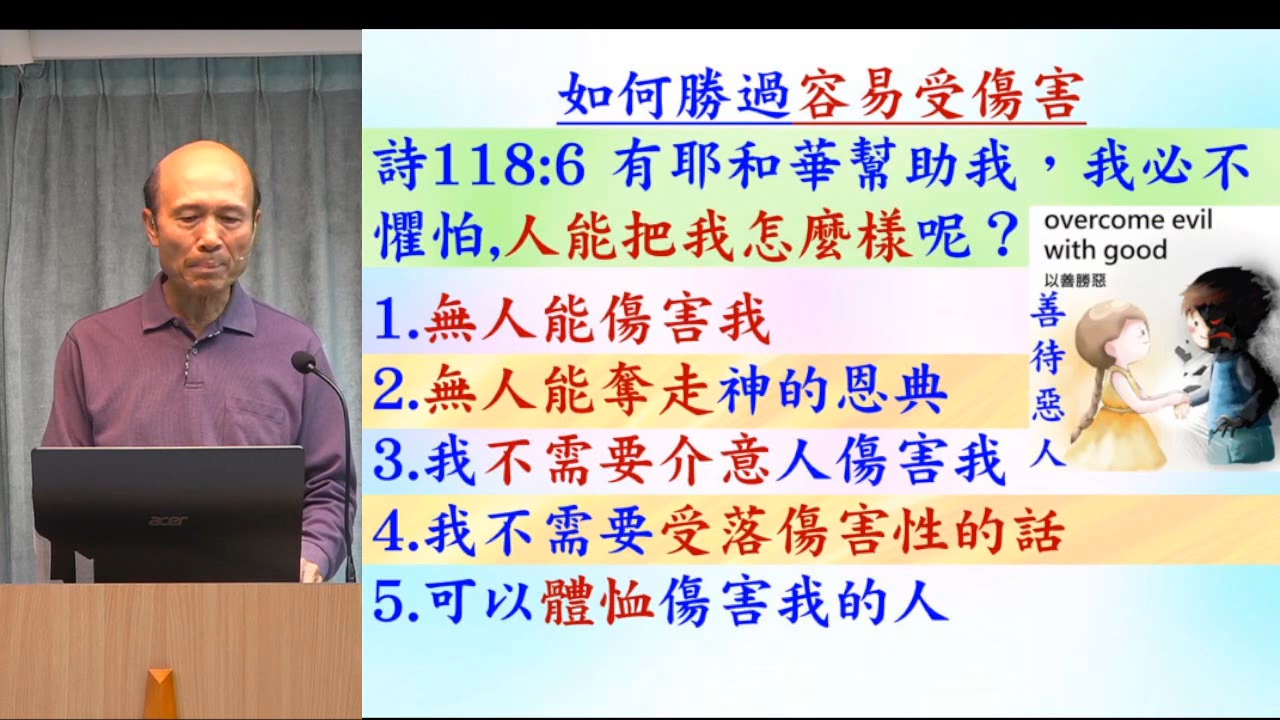 如何勝過容易受傷害
詩118:6 有耶和華幫助我，我必不
懼怕,人能把我怎麼樣呢？
overcome evil
with good
以善勝惡
善待惡人
1.無人能傷害我
2.無人能奪走神的恩典
3.我不需要介意人傷害我
4.我不需要受落傷害性的話
5.可以體恤傷害我的人
acer